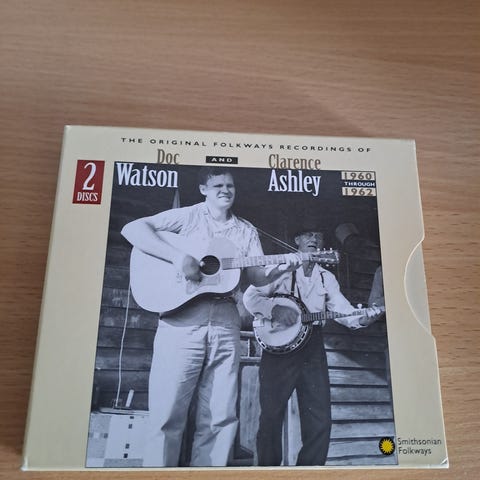 THE ORIGINAL FOLKWAYS RECORDINGS OF
2
DISCS
Doc
Watson
AND
Clarence
Ashley
1960
THROUGH
1962
Smithsonian
Folkways